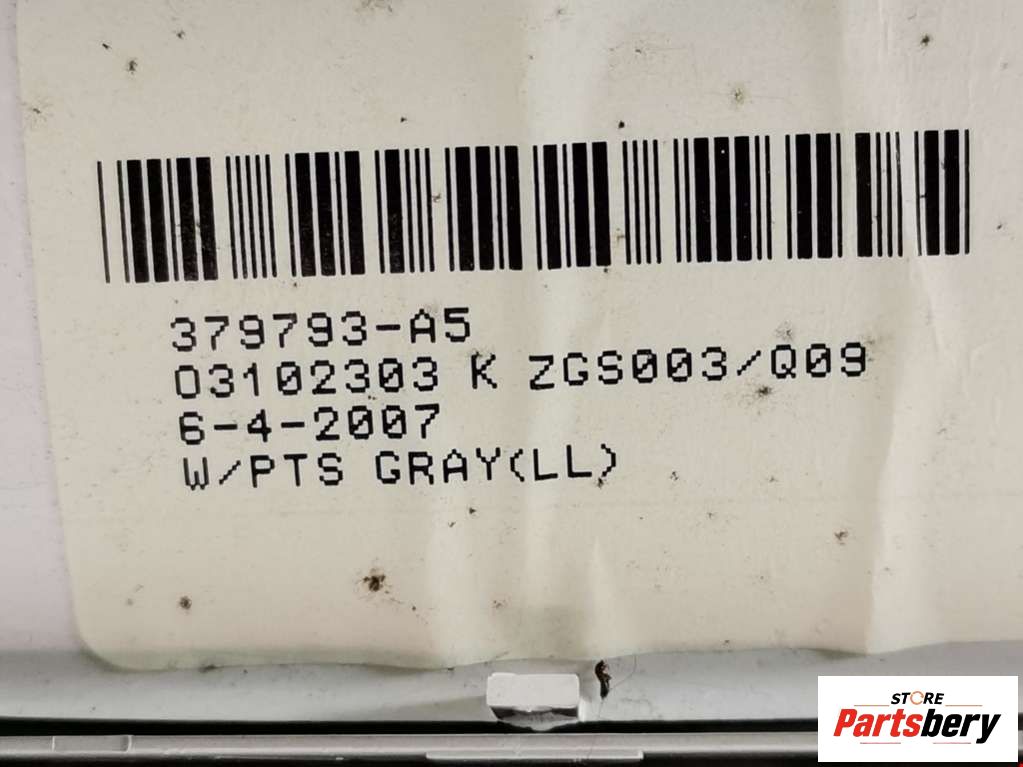 379793-A5
03102303 K ZGS003/Q09
6-4-2007
W/PTS GRAY(LL)
STORE
Partsbery